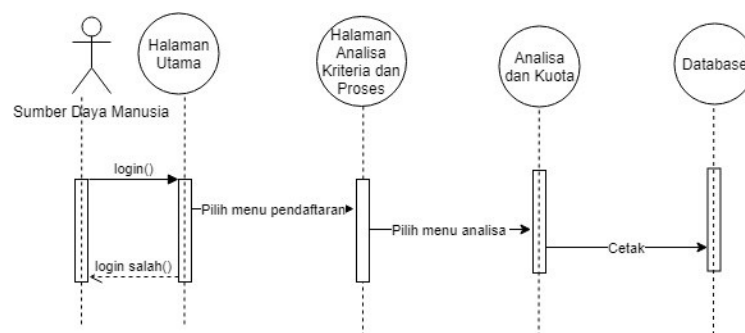 Halaman
Utama
Halaman
Analisa
Kriteria dan
Proses
Analisa
dan Kuota
Database
Sumber Daya Manusia
login()
Pilih menu pendaftaran
Pilih menu analisa
Cetak
login salah()